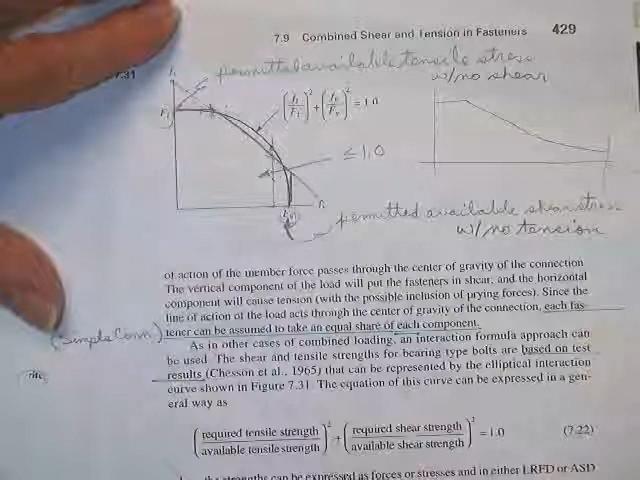 7.9 Combined Shear and Tension in Fasteners 429
permitted available tensile stress
w/no shear
7.31
≤ 1.0
permitted available shear stress
w/no tension
of action of the member force passes through the center of gravity of the connection
The vertical component of the load will put the fasteners in shear, and the horizontal
component will cause tension (with the possible inclusion of prying forces). Since the
line of action of the load acts through the center of gravity of the connection, each fas-
(Simple Conn.) tener can be assumed to take an equal share of each component.
As in other cases of combined loading, an interaction formula approach can
be used. The shear and tensile strengths for bearing type bolts are based on test
results (Chesson et al., 1965) that can be represented by the elliptical interaction
curve shown in Figure 7.31. The equation of this curve can be expressed in a gen-
eral way as
(required tensile strength / available tensile strength)² + (required shear strength / available shear strength)² = 1.0 (7.22)
the strengths can be expressed as forces or stresses and in either LRFD or ASD